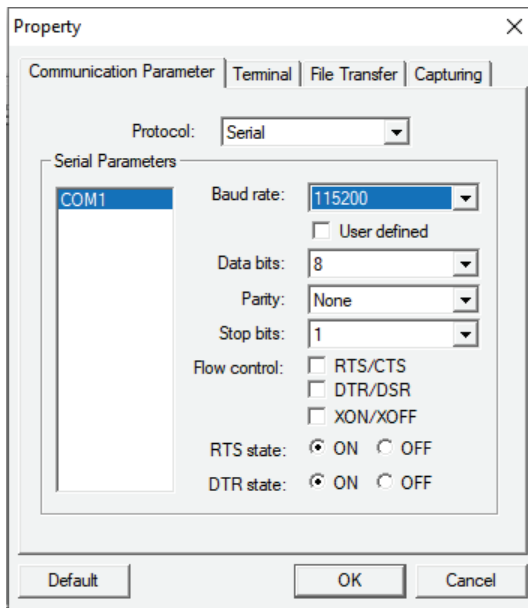 Property
Communication Parameter Terminal File Transfer Capturing
Protocol: Serial
Serial Parameters
COM1
Baud rate: 115200
User defined
Data bits: 8
Parity: None
Stop bits: 1
Flow control: RTS/CTS
DTR/DSR
XON/XOFF
RTS state: ON OFF
DTR state: ON OFF
Default OK Cancel